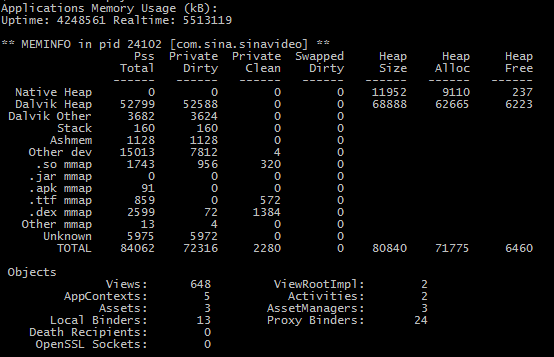 Applications Memory Usage (kB):
Uptime: 4248561 Realtime: 5513119
** MEMINFO in pid 24102 [com.sina.sinavideo] **
Pss Private Private Swapped Heap Heap Heap
Total Dirty Clean Dirty Size Alloc Free
------ ------ ------ ------ ------ ------ ------
Native Heap 0 0 0 0 11952 9110 237
Dalvik Heap 52799 52588 0 0 68888 62665 6223
Dalvik Other 3682 3624 0 0
Stack 160 160 0 0
Ashmem 1128 1128 0 0
Other dev 15013 7812 4 0
.so mmap 1743 956 320 0
.jar mmap 0 0 0 0
.apk mmap 91 0 0 0
.ttf mmap 859 0 572 0
.dex mmap 2599 72 1384 0
Other mmap 13 4 0 0
Unknown 5975 5972 0 0
TOTAL 84062 72316 2280 0 80840 71775 6460
Objects
Views: 648 ViewRootImpl: 2
AppContexts: 5 Activities: 2
Assets: 3 AssetManagers: 3
Local Binders: 13 Proxy Binders: 24
Death Recipients: 0
OpenSSL Sockets: 0